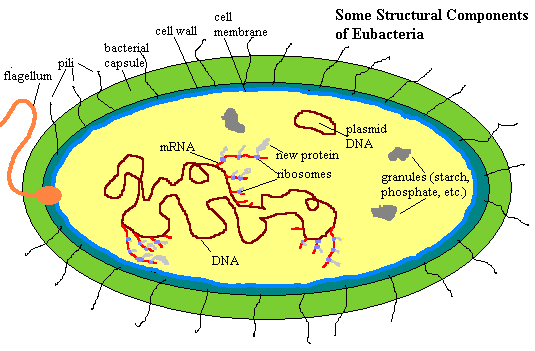 Some Structural Components
of Eubacteria
cell
membrane
cell wall
bacterial
capsule
pili
flagellum
plasmid
DNA
mRNA
new protein
ribosomes
granules (starch,
phosphate, etc.)
DNA